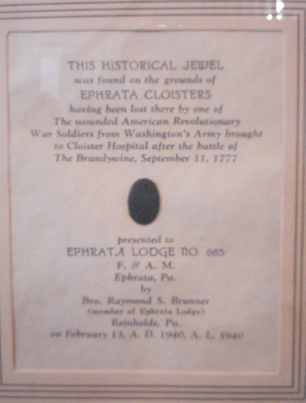 THIS HISTORICAL JEWEL
was found on the grounds of
EPHRATA CLOISTERS
having been lost there by one of
The wounded American Revolutionary
War Soldiers from Washington's Army brought
to Cloister Hospital after the battle of
The Brandywine, September 11, 1777
presented to
EPHRATA LODGE NO. 665
F. & A. M.
Ephrata, Pa.
by
Bro. Raymond S. Brunner
(member of Ephrata Lodge)
Reinholds, Pa.
on February 13, A. D. 1940, A. L. 5940